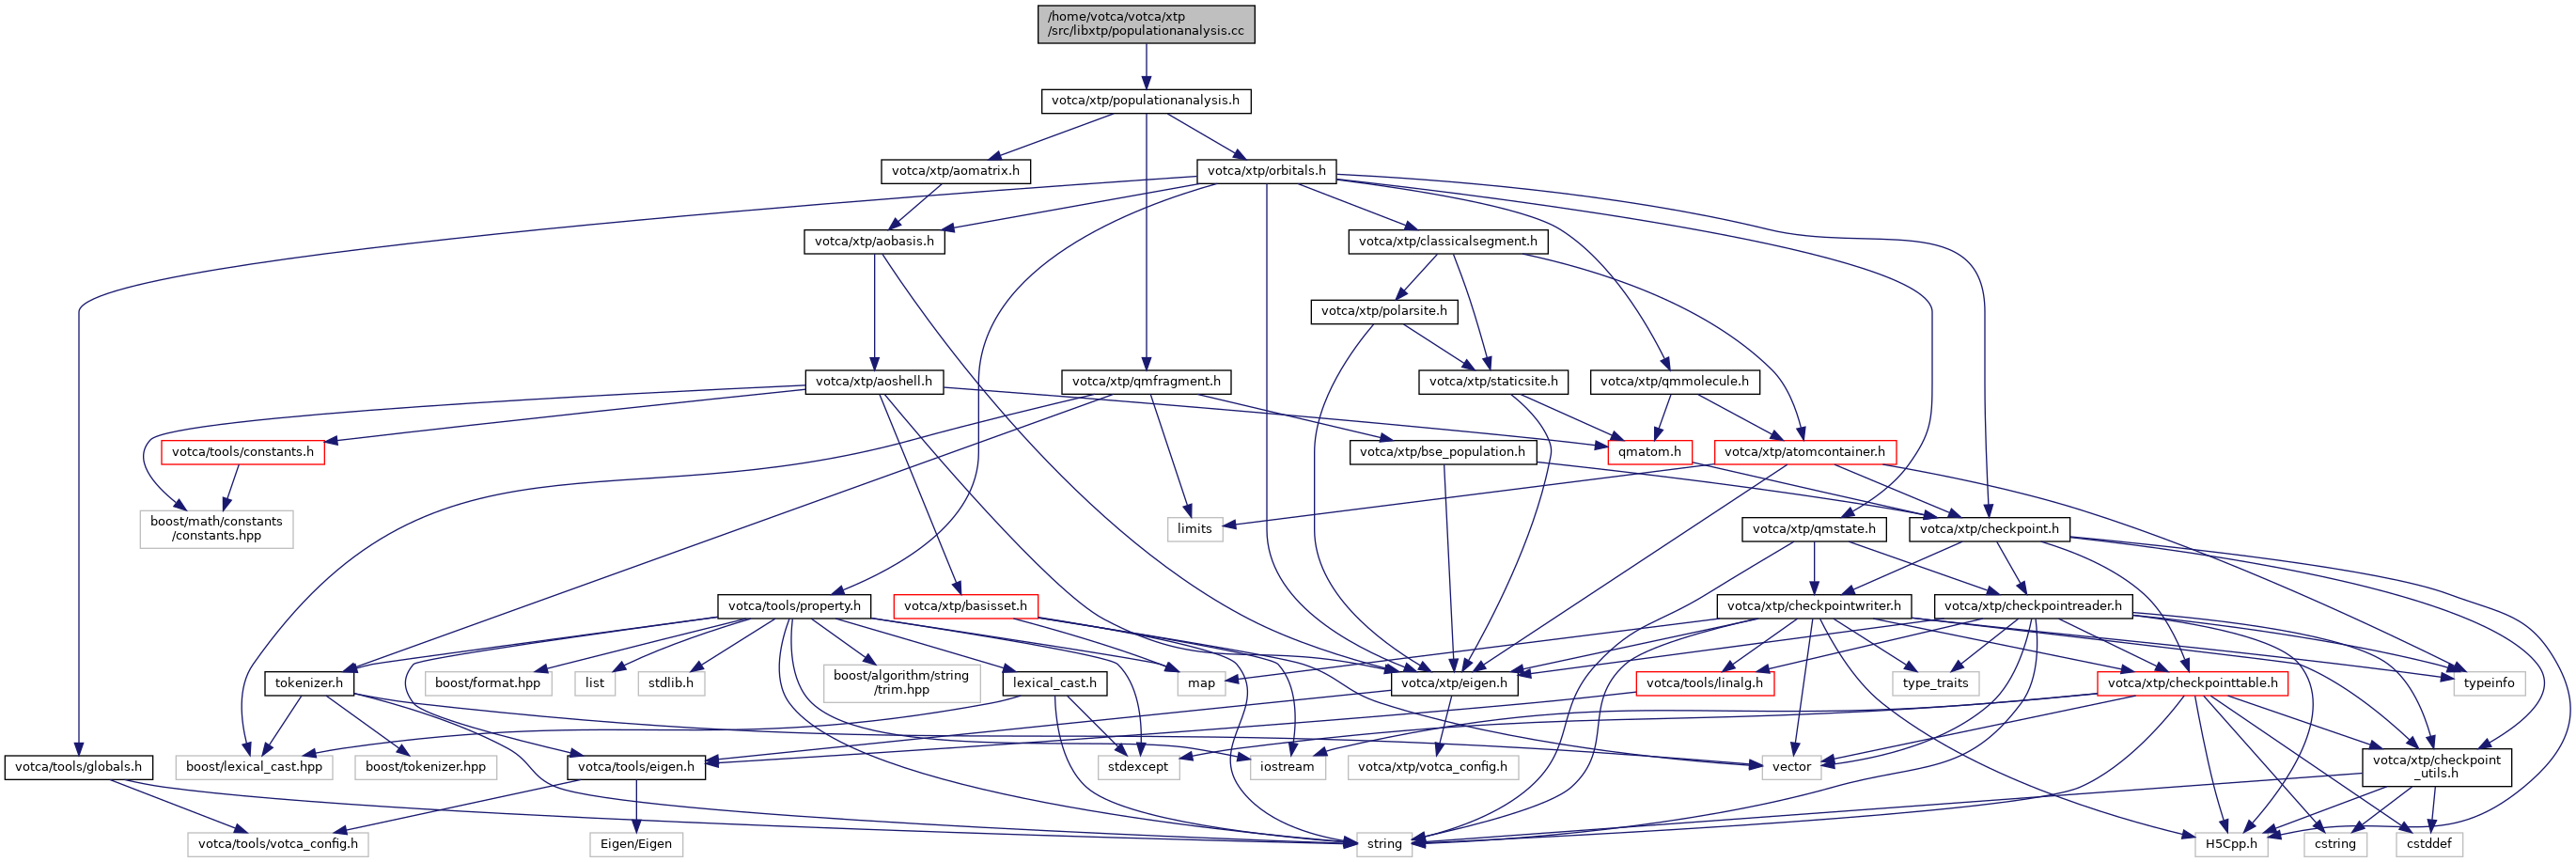 /home/votca/votca/xtp
/src/libxtp/populationanalysis.cc
votca/xtp/populationanalysis.h
votca/xtp/aomatrix.h
votca/xtp/orbitals.h
votca/xtp/aobasis.h
votca/xtp/classicalsegment.h
votca/xtp/polarsite.h
votca/xtp/aoshell.h
votca/xtp/qmfragment.h
votca/xtp/staticsite.h
votca/xtp/qmmolecule.h
votca/tools/constants.h
votca/xtp/bse_population.h
qmatom.h
votca/xtp/atomcontainer.h
boost/math/constants
/constants.hpp
limits
votca/xtp/qmstate.h
votca/xtp/checkpoint.h
votca/tools/property.h
votca/xtp/basisset.h
votca/xtp/checkpointwriter.h
votca/xtp/checkpointreader.h
tokenizer.h
boost/format.hpp
list
stdlib.h
boost/algorithm/string
/trim.hpp
lexical_cast.h
map
votca/xtp/eigen.h
votca/tools/linalg.h
type_traits
votca/xtp/checkpointtable.h
typeinfo
votca/tools/globals.h
boost/lexical_cast.hpp
boost/tokenizer.hpp
votca/tools/eigen.h
stdexcept
iostream
votca/xtp/votca_config.h
vector
votca/xtp/checkpoint
_utils.h
votca/tools/votca_config.h
Eigen/Eigen
string
H5Cpp.h
cstring
cstddef